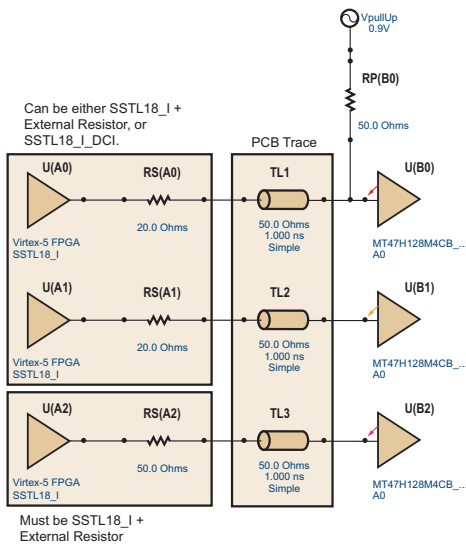 VpullUp
0.9V
RP(B0)
50.0 Ohms
Can be either SSTL18_I +
External Resistor, or
SSTL18_I_DCI.
PCB Trace
U(A0)
RS(A0)
TL1
U(B0)
20.0 Ohms
50.0 Ohms
1.000 ns
Simple
Virtex-5 FPGA
SSTL18_I
MT47H128M4CB_...
A0
U(A1)
RS(A1)
TL2
U(B1)
20.0 Ohms
50.0 Ohms
1.000 ns
Simple
Virtex-5 FPGA
SSTL18_I
MT47H128M4CB_...
A0
U(A2)
RS(A2)
TL3
U(B2)
50.0 Ohms
50.0 Ohms
1.000 ns
Simple
Virtex-5 FPGA
SSTL18_I
MT47H128M4CB_...
A0
Must be SSTL18_I +
External Resistor